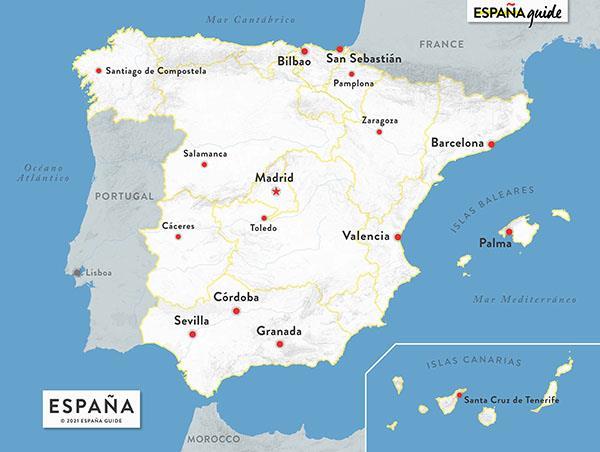 ESPAÑA guide
Mar Cantábrico
FRANCE
Bilbao
San Sebastián
Santiago de Compostela
Pamplona
Zaragoza
Barcelona
Salamanca
Océano
Atlántico
Madrid
PORTUGAL
ISLAS BALEARES
Cáceres
Toledo
Valencia
Palma
Lisboa
Mar Mediterráneo
Córdoba
Sevilla
Granada
ISLAS CANARIAS
Santa Cruz de Tenerife
ESPAÑA
© 2021 ESPAÑA GUIDE
MOROCCO